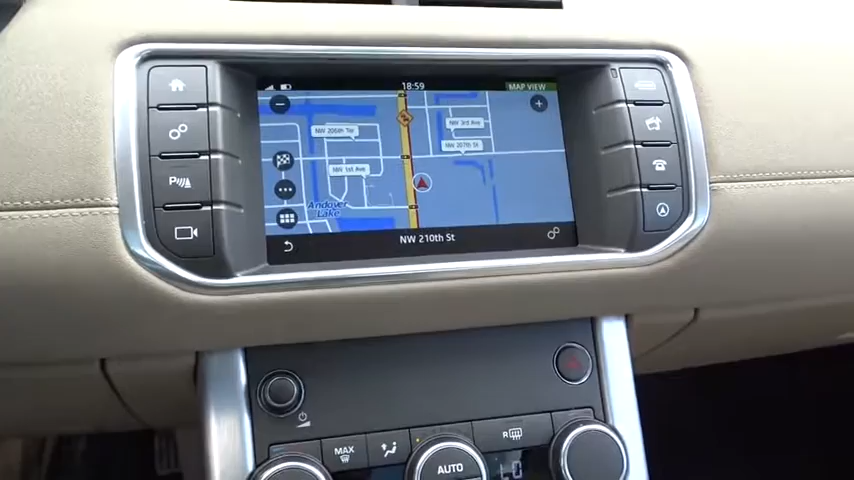 18:59
MAP VIEW
NW 3rd Ave
NW 206th Ter
NW 207th St
NW 1st Ave
Andover
Lake
NW 210th St
MAX
R
AUTO
LO